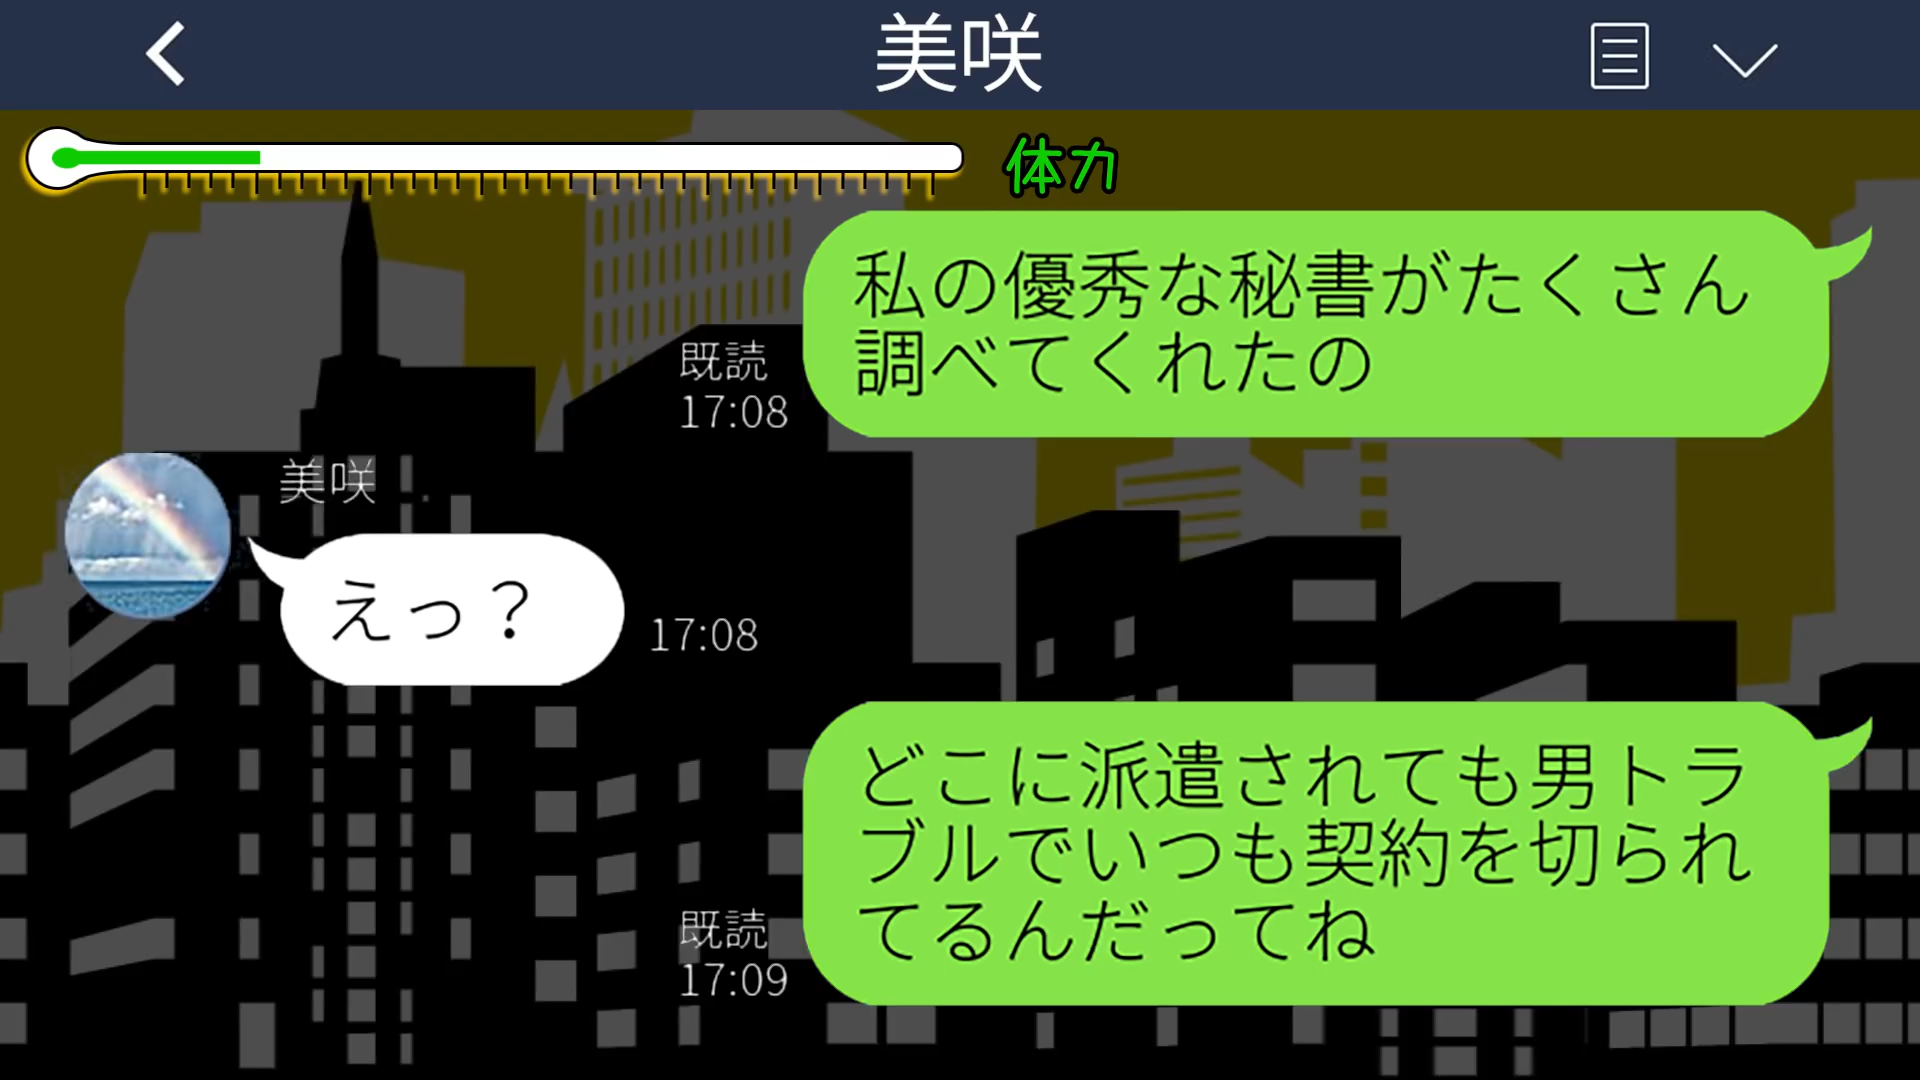 美咲
体力
私の優秀な秘書がたくさん
調べてくれたの
既読
17:08
美咲
えっ？
17:08
どこに派遣されても男トラ
ブルでいつも契約を切られ
てるんだってね
既読
17:09